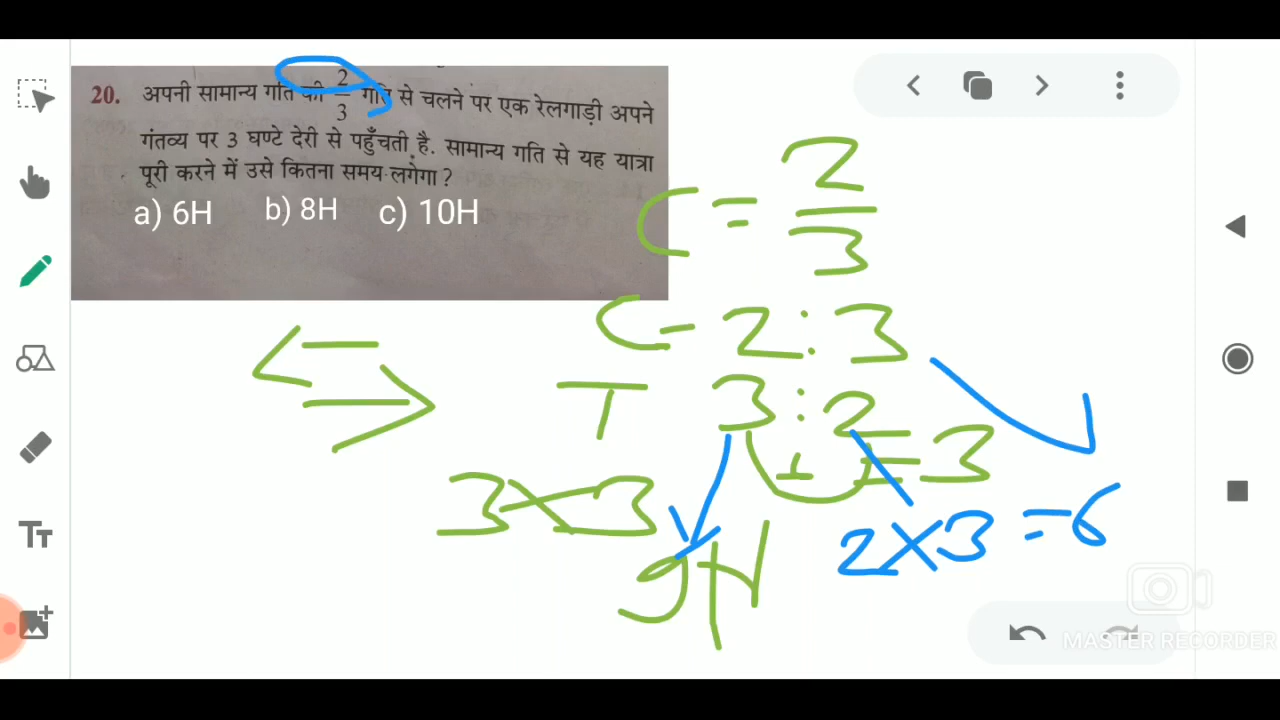 20. अपनी सामान्य गति की 2/3 गति से चलने पर एक रेलगाड़ी अपने
गंतव्य पर 3 घण्टे देरी से पहुँचती है. सामान्य गति से यह यात्रा
पूरी करने में उसे कितना समय लगेगा ?
a) 6H b) 8H c) 10H
= 2/3
2 : 3
T 3 : 2
1 = 3
3 X 3
9H
2 X 3 = 6
Tт
MASTER RECORDER